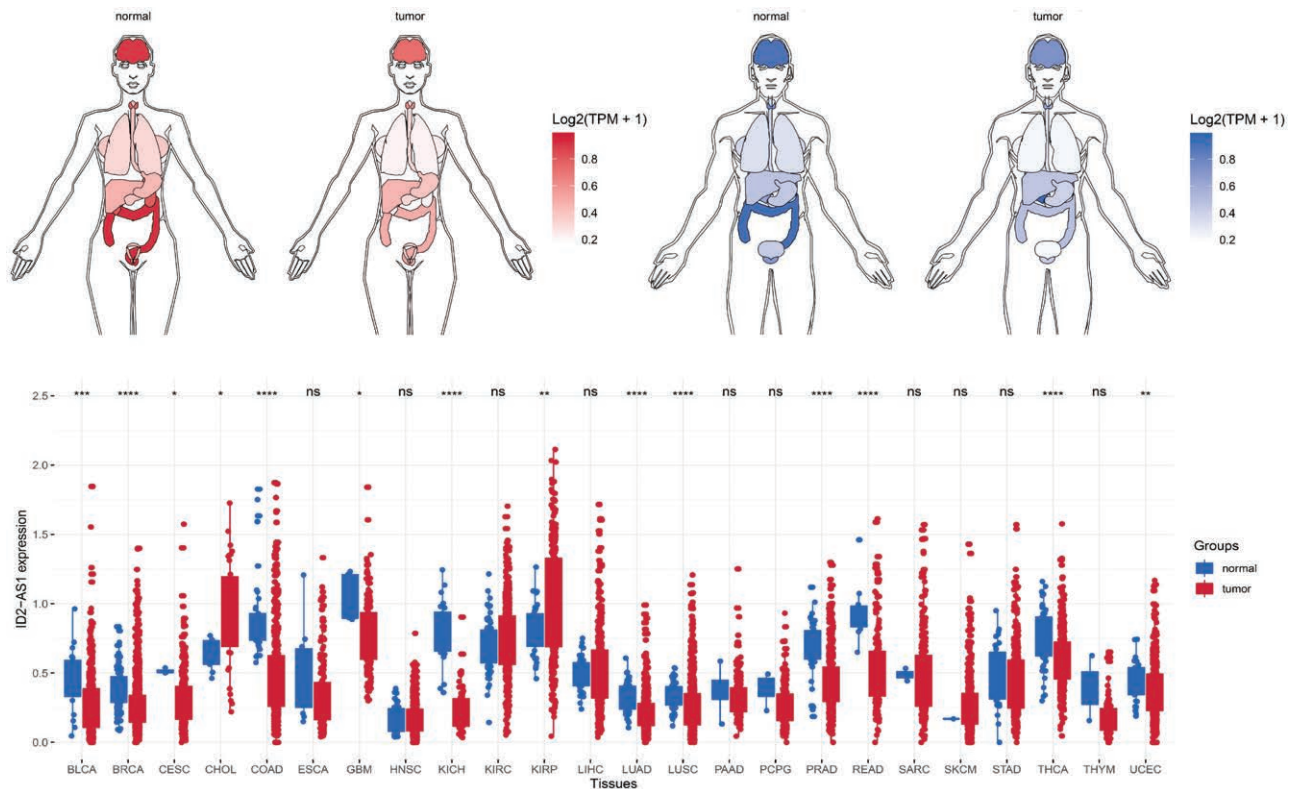 normal
tumor
normal
tumor
Log2(TPM + 1)
0.8
0.6
0.4
0.2
Log2(TPM + 1)
0.8
0.6
0.4
0.2
*** **** * * **** ns * ns **** ns ** ns **** **** ns ns **** **** ns ns ns **** ns **
2.5
2.0
1.5
1.0
0.5
0.0
ID2-AS1 expression
BLCA BRCA CESC CHOL COAD ESCA GBM HNSC KICH KIRC KIRP LIHC LUAD LUSC PAAD PCPG PRAD READ SARC SKCM STAD THCA THYM UCEC
Tissues
Groups
normal
tumor